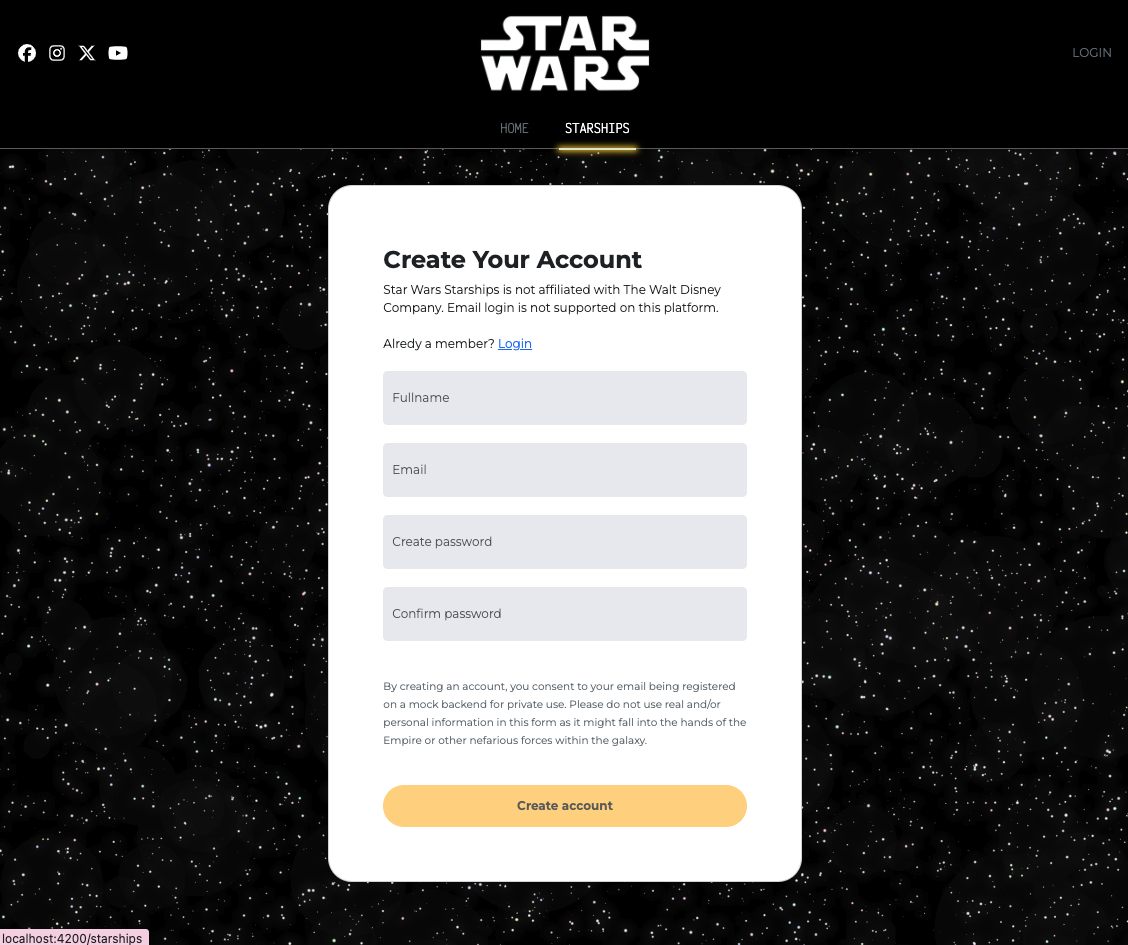 STAR
WARS
LOGIN
HOME
STARSHIPS
Create Your Account
Star Wars Starships is not affiliated with The Walt Disney
Company. Email login is not supported on this platform.
Alredy a member? Login
Fullname
Email
Create password
Confirm password
By creating an account, you consent to your email being registered
on a mock backend for private use. Please do not use real and/or
personal information in this form as it might fall into the hands of the
Empire or other nefarious forces within the galaxy.
Create account
localhost:4200/starships